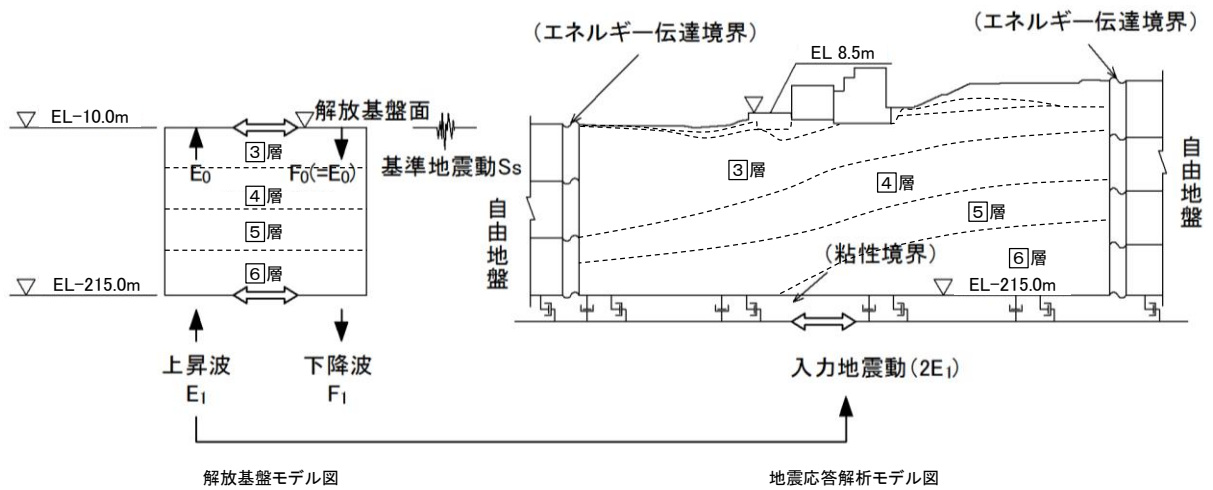 (エネルギー伝達境界)
(エネルギー伝達境界)
EL 8.5m
EL-10.0m
解放基盤面
3層
E0
F0(=E0)
基準地震動Ss
4層
5層
6層
EL-215.0m
上昇波
E1
下降波
F1
自由地盤
3層
4層
5層
6層
(粘性境界)
EL-215.0m
自由地盤
入力地震動(2E1)
解放基盤モデル図
地震応答解析モデル図